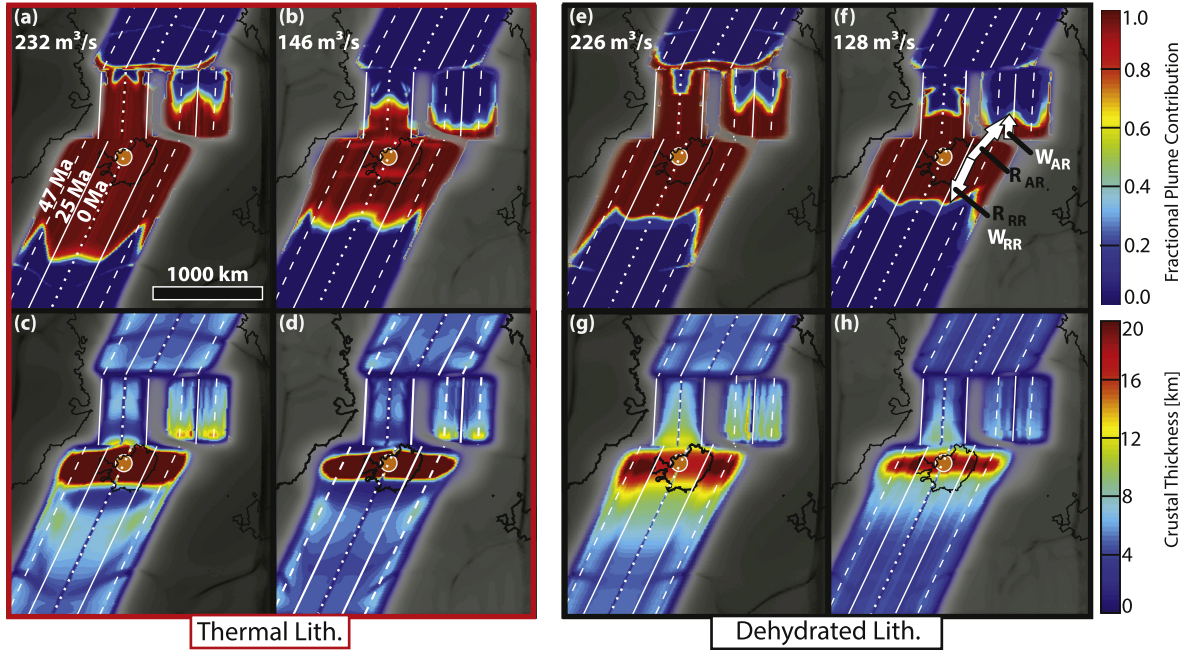 (a)
232 m³/s
(b)
146 m³/s
(e)
226 m³/s
(f)
128 m³/s
47 Ma
25 Ma
0 Ma
1000 km
W_AR
R_AR
R_RR
W_RR
1.0
0.8
0.6
0.4
0.2
0.0
Fractional Plume Contribution
(c)
(d)
(g)
(h)
20
16
12
8
4
0
Crustal Thickness [km]
Thermal Lith.
Dehydrated Lith.